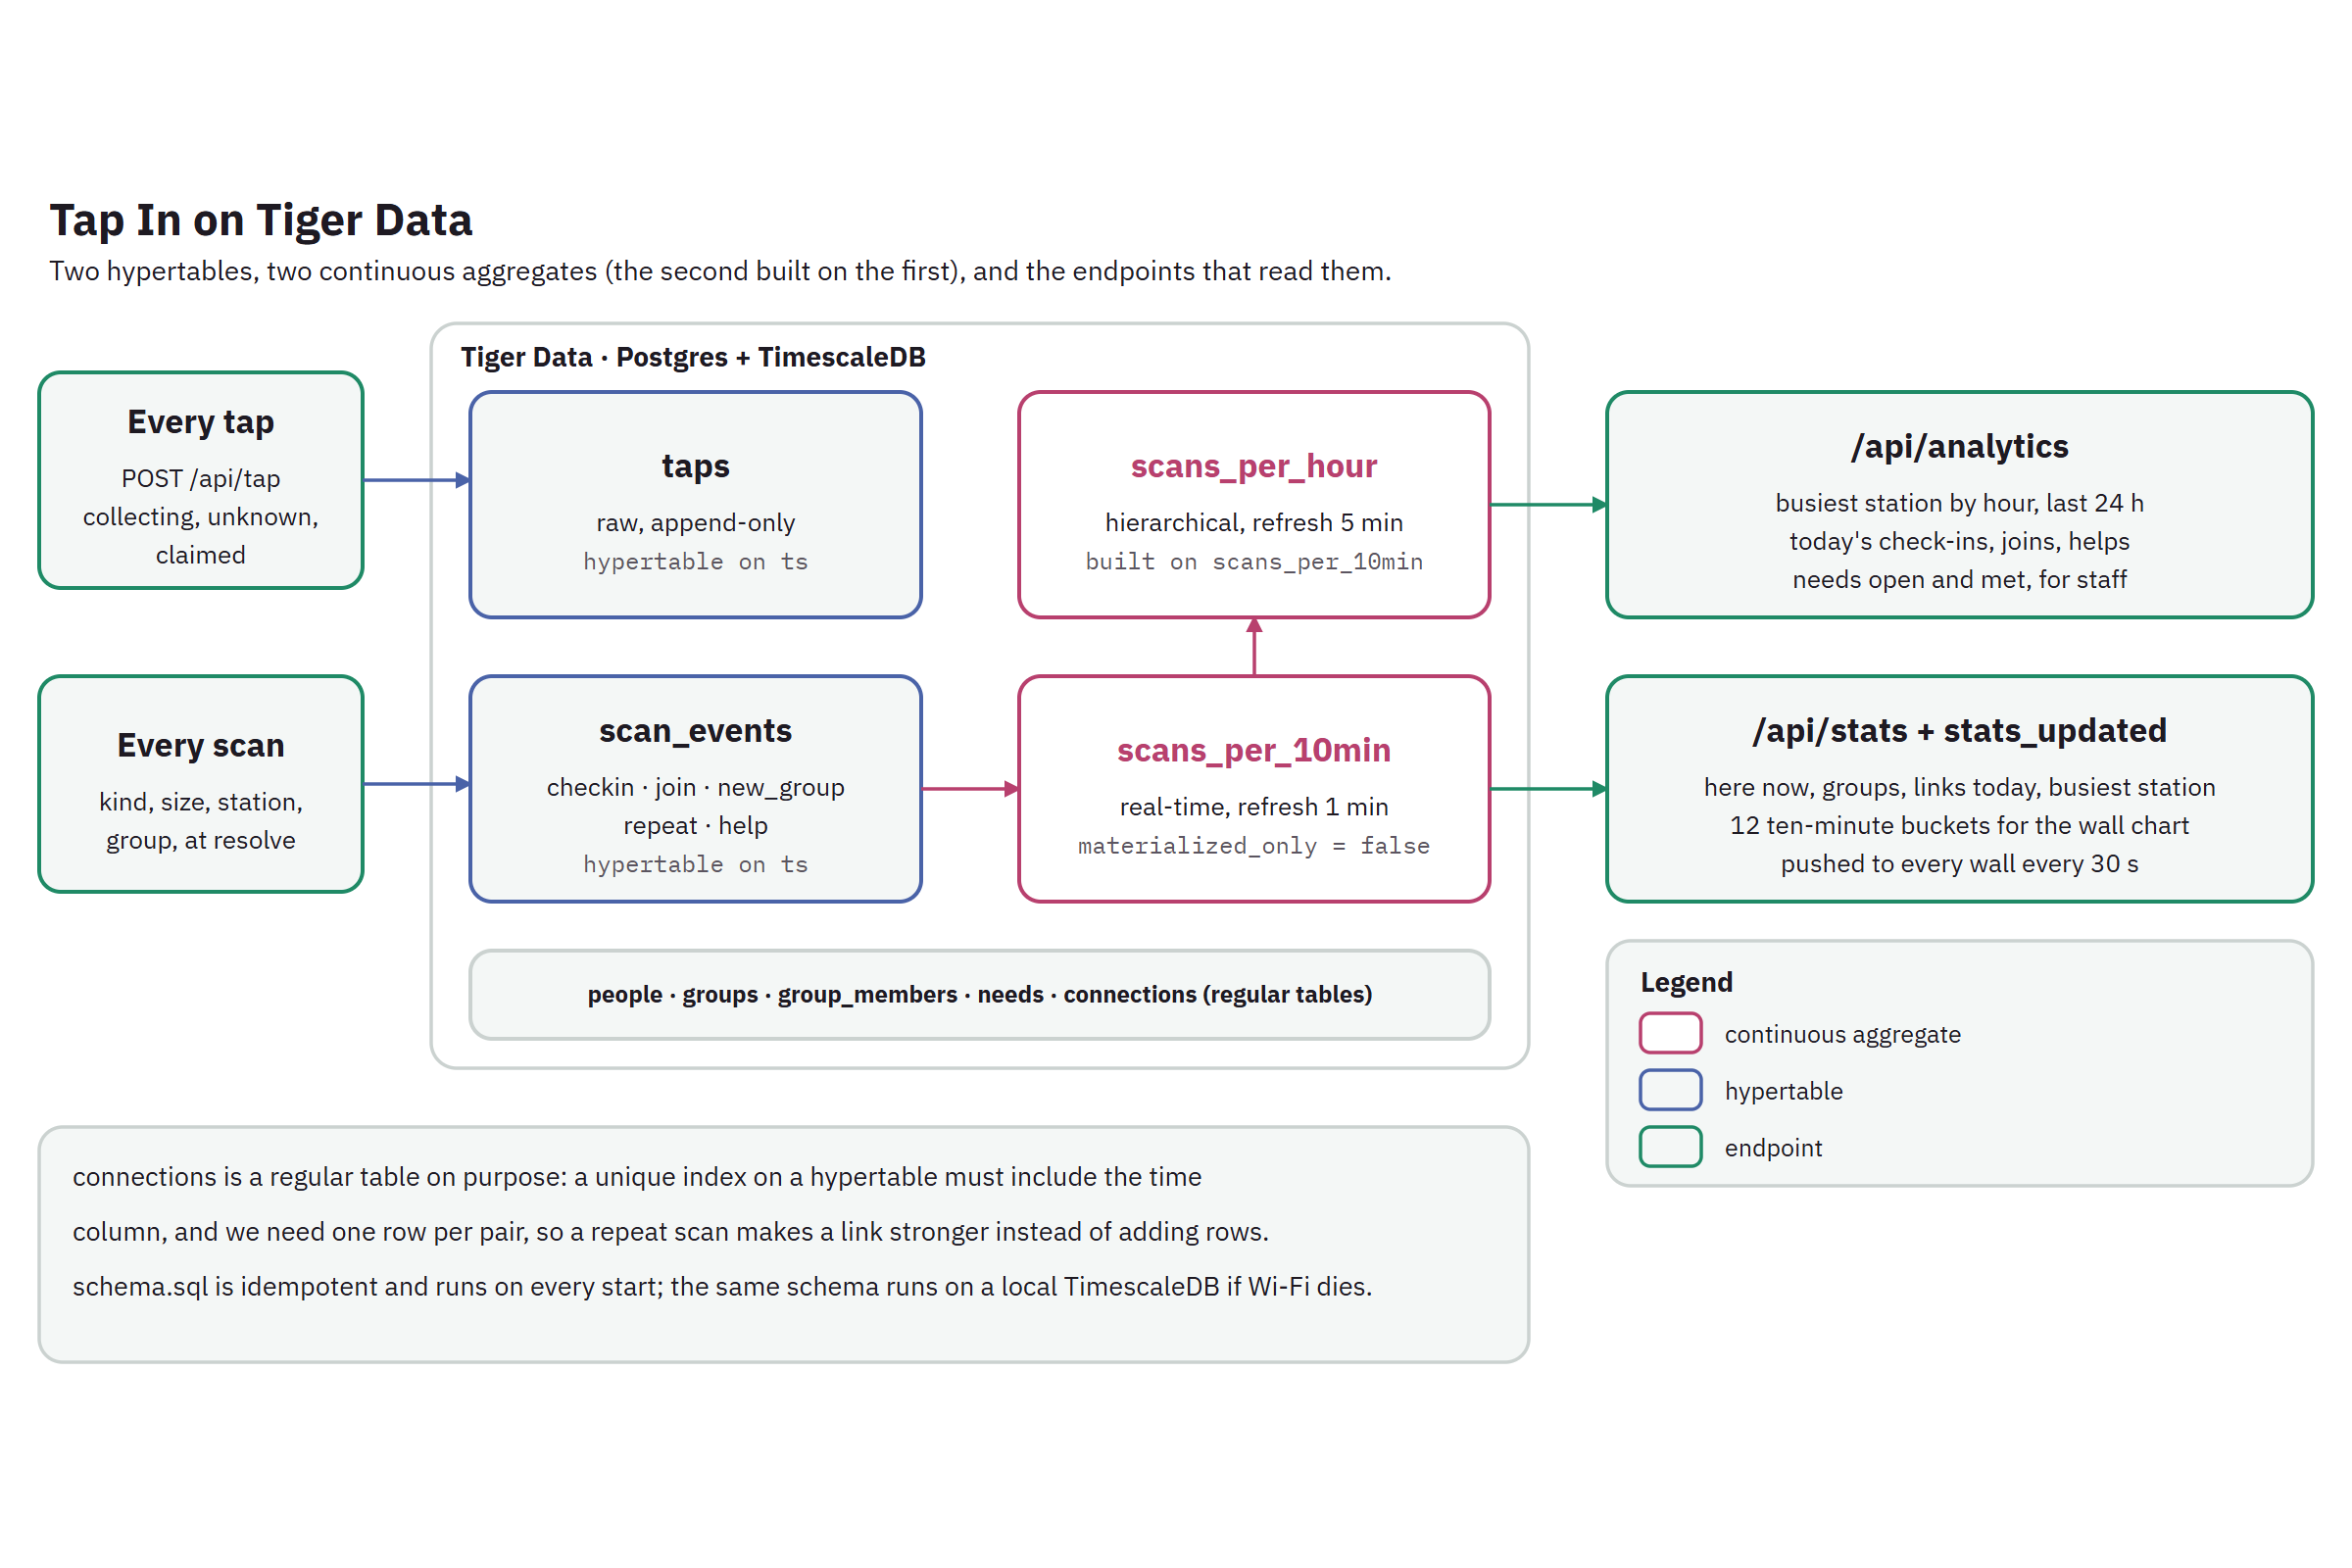 Tap In on Tiger Data
Two hypertables, two continuous aggregates (the second built on the first), and the endpoints that read them.
Tiger Data · Postgres + TimescaleDB
Every tap
POST /api/tap
collecting, unknown,
claimed
taps
raw, append-only
hypertable on ts
scans_per_hour
hierarchical, refresh 5 min
built on scans_per_10min
/api/analytics
busiest station by hour, last 24 h
today's check-ins, joins, helps
needs open and met, for staff
Every scan
kind, size, station,
group, at resolve
scan_events
checkin · join · new_group
repeat · help
hypertable on ts
scans_per_10min
real-time, refresh 1 min
materialized_only = false
/api/stats + stats_updated
here now, groups, links today, busiest station
12 ten-minute buckets for the wall chart
pushed to every wall every 30 s
people · groups · group_members · needs · connections (regular tables)
Legend
continuous aggregate
hypertable
endpoint
connections is a regular table on purpose: a unique index on a hypertable must include the time
column, and we need one row per pair, so a repeat scan makes a link stronger instead of adding rows.
schema.sql is idempotent and runs on every start; the same schema runs on a local TimescaleDB if Wi-Fi dies.